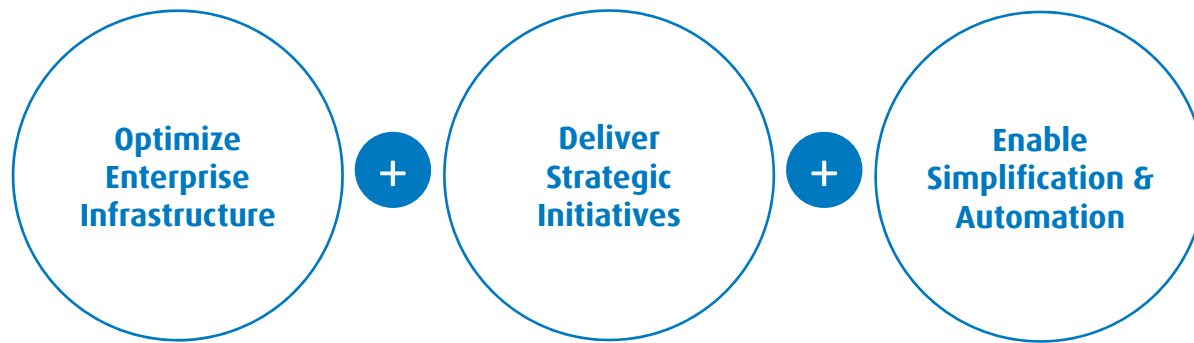 Optimize
Enterprise
Infrastructure
+
Deliver
Strategic
Initiatives
+
Enable
Simplification &
Automation